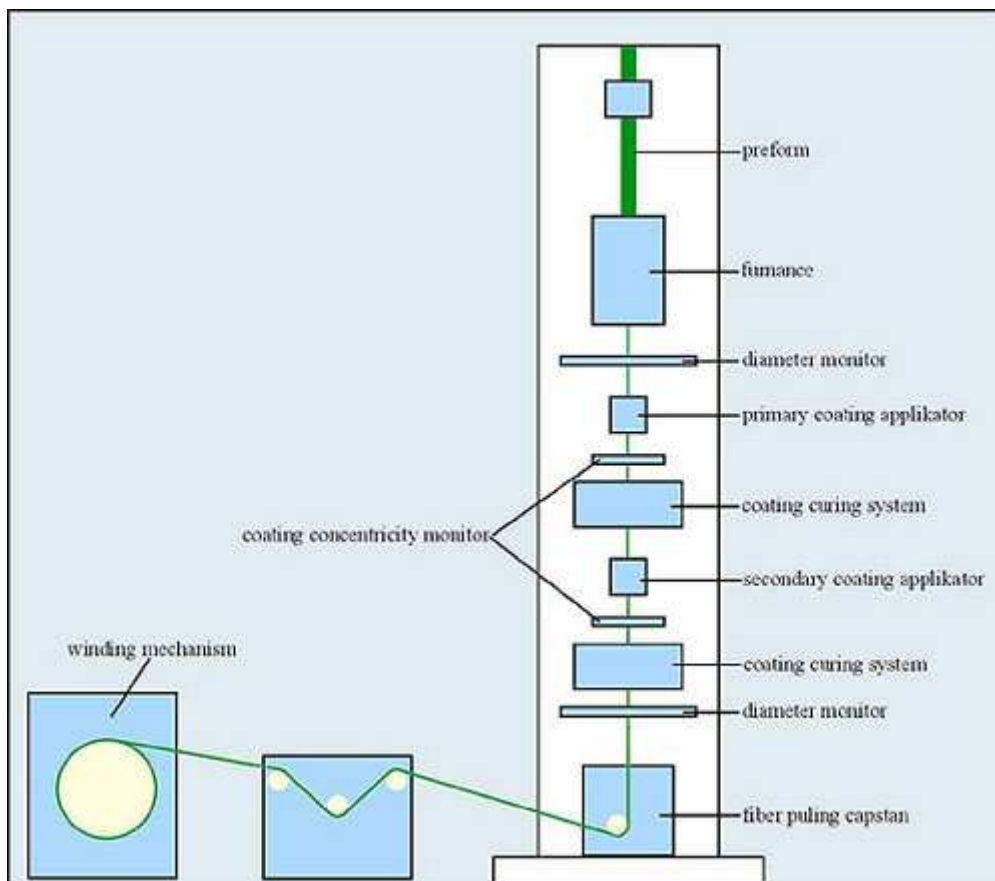 preform
fumance
diameter monitor
primary coating applikator
coating curing system
coating concentricity monitor
secondary coating applikator
winding mechanism
coating curing system
diameter monitor
fiber puling capstan